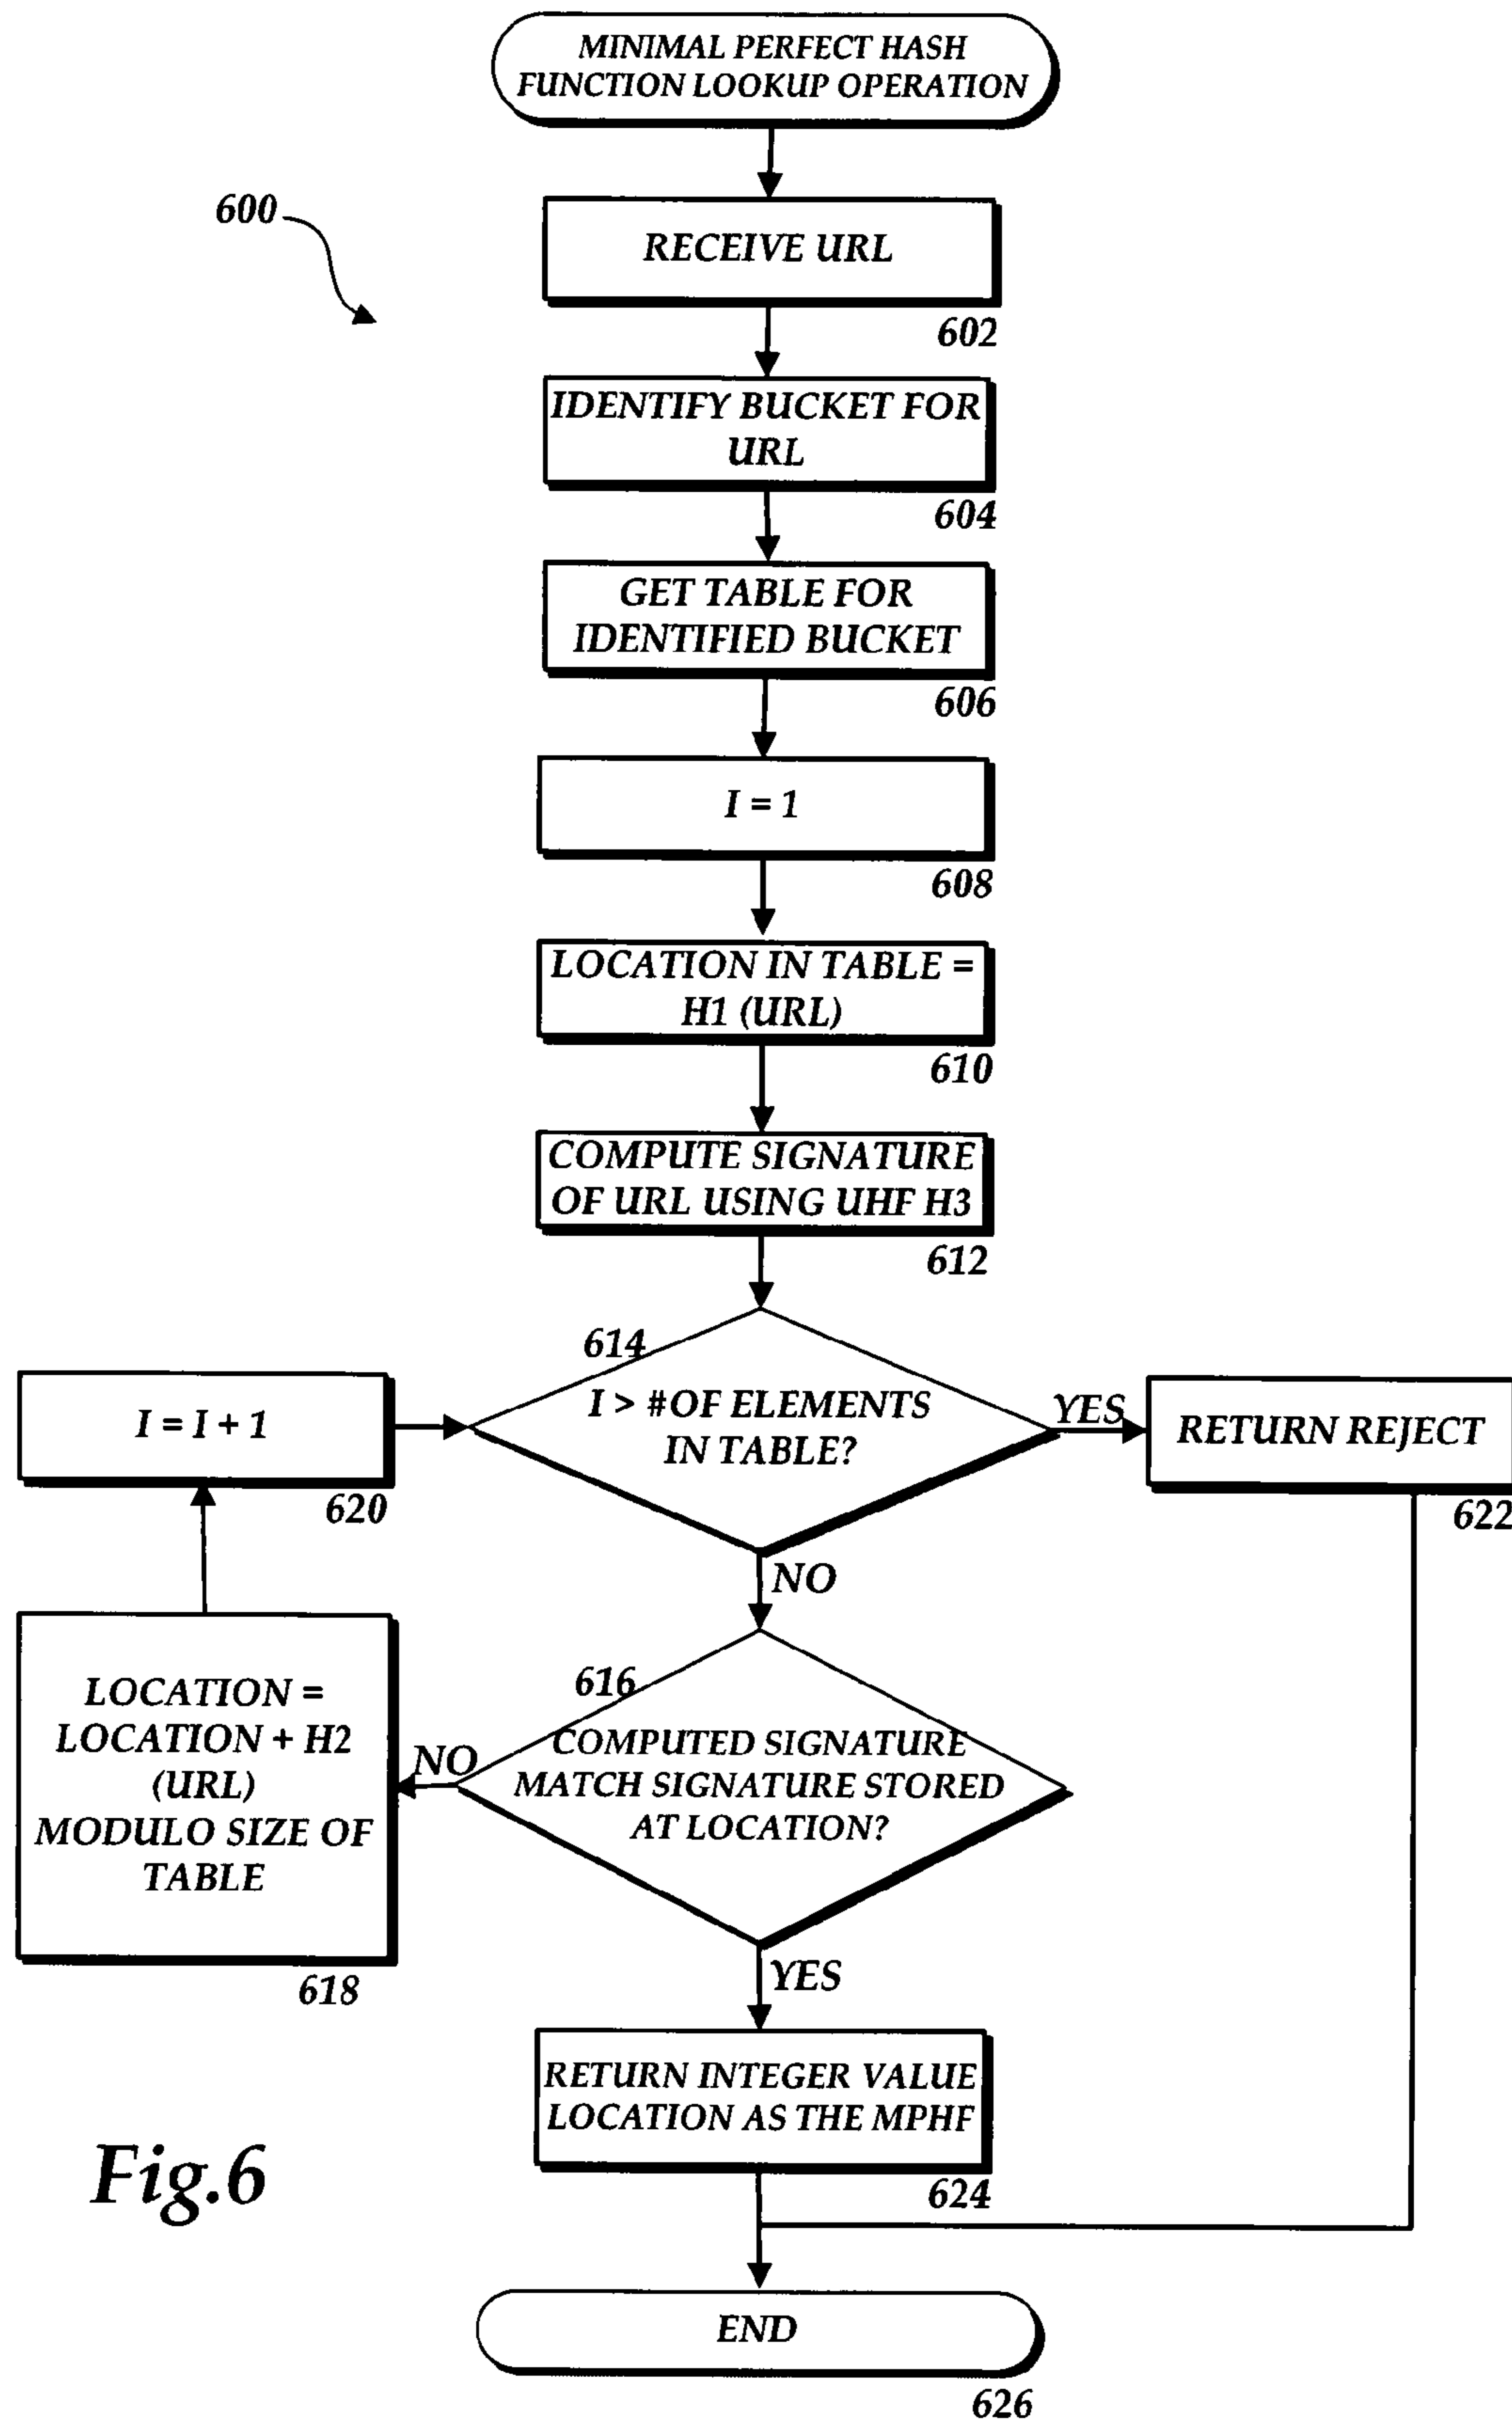 MINIMAL PERFECT HASH
FUNCTION LOOKUP OPERATION
600
RECEIVE URL
602
IDENTIFY BUCKET FOR
URL
604
GET TABLE FOR
IDENTIFIED BUCKET
606
I = 1
608
LOCATION IN TABLE =
H1 (URL)
610
COMPUTE SIGNATURE
OF URL USING UHF H3
612
614
I > # OF ELEMENTS
IN TABLE?
YES
RETURN REJECT
622
I = I + 1
620
NO
616
COMPUTED SIGNATURE
MATCH SIGNATURE STORED
AT LOCATION?
NO
LOCATION =
LOCATION + H2
(URL)
MODULO SIZE OF
TABLE
618
YES
RETURN INTEGER VALUE
LOCATION AS THE MPHF
624
Fig.6
END
626